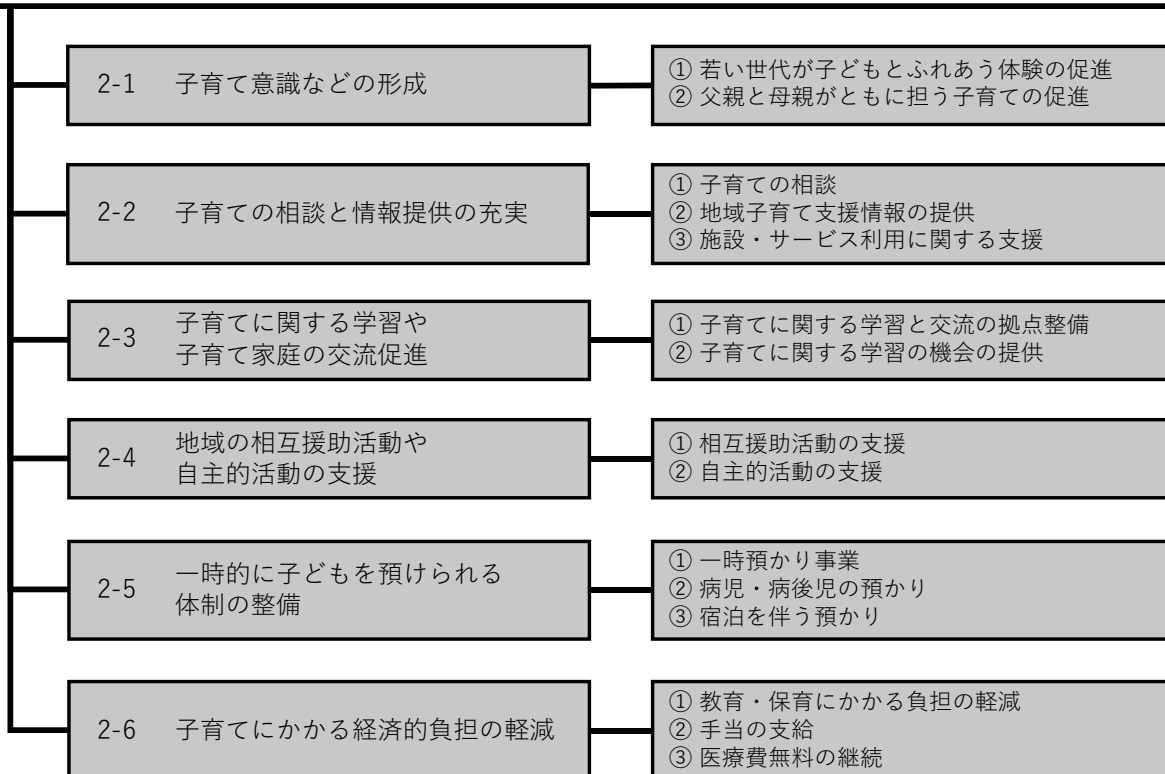 2-1 子育て意識などの形成
① 若い世代が子どもとふれあう体験の促進
② 父親と母親がともに担う子育ての促進
2-2 子育ての相談と情報提供の充実
① 子育ての相談
② 地域子育て支援情報の提供
③ 施設・サービス利用に関する支援
2-3 子育てに関する学習や
子育て家庭の交流促進
① 子育てに関する学習と交流の拠点整備
② 子育てに関する学習の機会の提供
2-4 地域の相互援助活動や
自主的活動の支援
① 相互援助活動の支援
② 自主的活動の支援
2-5 一時的に子どもを預けられる
体制の整備
① 一時預かり事業
② 病児・病後児の預かり
③ 宿泊を伴う預かり
2-6 子育てにかかる経済的負担の軽減
① 教育・保育にかかる負担の軽減
② 手当の支給
③ 医療費無料の継続